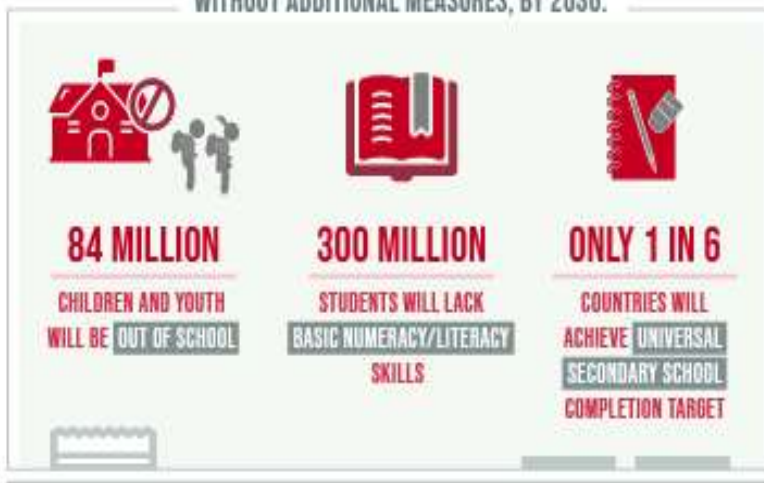 WITHOUT ADDITIONAL MEASURES, BY 2030:
84 MILLION
CHILDREN AND YOUTH
WILL BE OUT OF SCHOOL
300 MILLION
STUDENTS WILL LACK
BASIC NUMERACY/LITERACY
SKILLS
ONLY 1 IN 6
COUNTRIES WILL
ACHIEVE UNIVERSAL
SECONDARY SCHOOL
COMPLETION TARGET